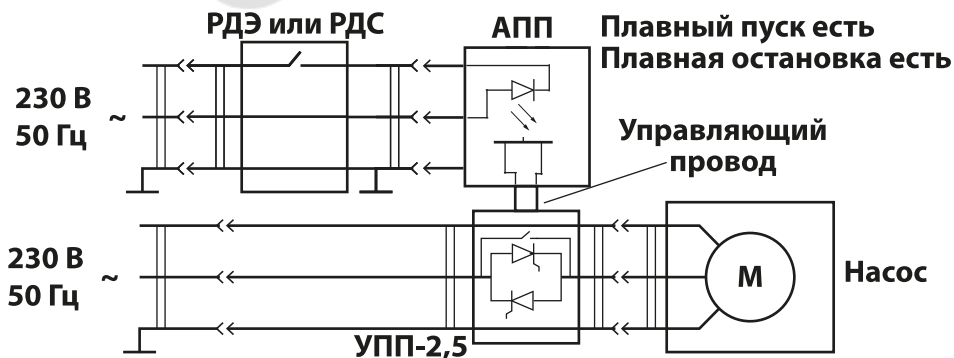 РДЭ или РДС
АПП
Плавный пуск есть
Плавная остановка есть
230 В
50 Гц
~
Управляющий
провод
230 В
50 Гц
~
М
Насос
УПП-2,5